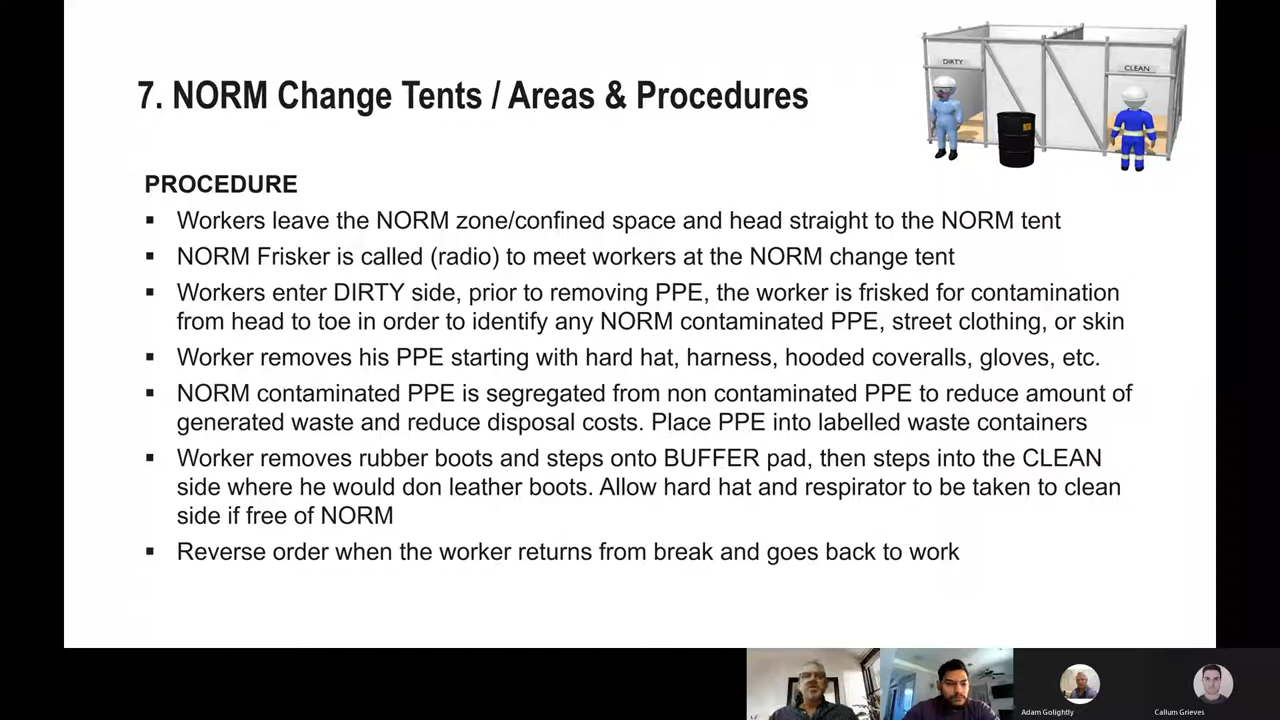 7. NORM Change Tents / Areas & Procedures
DIRTY
CLEAN
PROCEDURE
▪ Workers leave the NORM zone/confined space and head straight to the NORM tent
▪ NORM Frisker is called (radio) to meet workers at the NORM change tent
▪ Workers enter DIRTY side, prior to removing PPE, the worker is frisked for contamination
from head to toe in order to identify any NORM contaminated PPE, street clothing, or skin
▪ Worker removes his PPE starting with hard hat, harness, hooded coveralls, gloves, etc.
▪ NORM contaminated PPE is segregated from non contaminated PPE to reduce amount of
generated waste and reduce disposal costs. Place PPE into labelled waste containers
▪ Worker removes rubber boots and steps onto BUFFER pad, then steps into the CLEAN
side where he would don leather boots. Allow hard hat and respirator to be taken to clean
side if free of NORM
▪ Reverse order when the worker returns from break and goes back to work
Adam Golightly
Callum Grieves